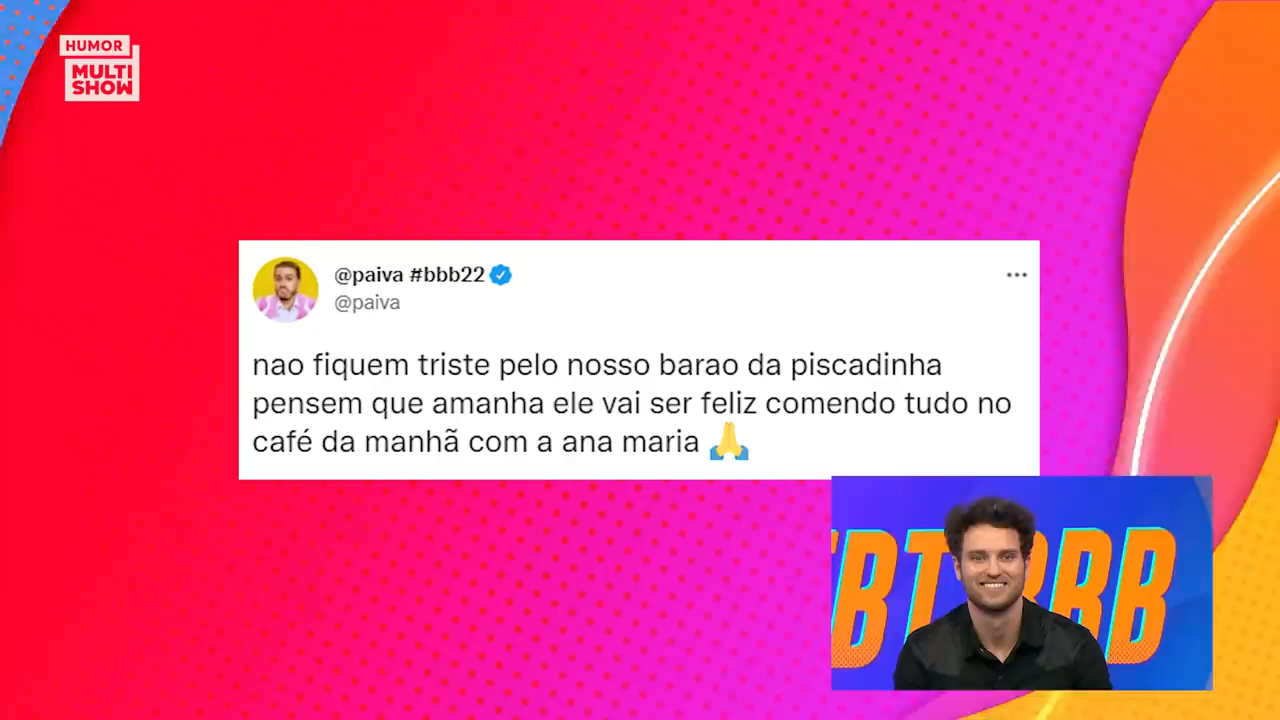 HUMOR
MULTI
SHOW
@paiva #bbb22
@paiva
nao fiquem triste pelo nosso barao da piscadinha
pensem que amanha ele vai ser feliz comendo tudo no
café da manhã com a ana maria 🙏
BBB